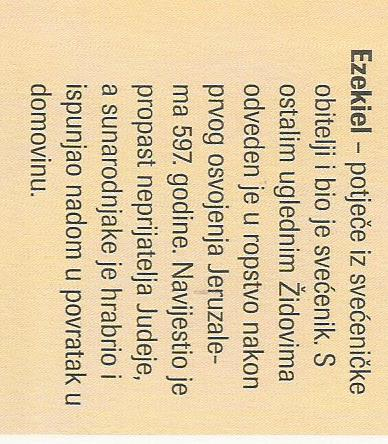 Ezekiel – potječe iz svećeničke
obitelji i bio je svećenik. S
ostalim uglednim Židovima
odveden je u ropstvo nakon
prvog osvojenja Jeruzale-
ma 597. godine. Navijestio je
propast neprijatelja Judeje,
a sunarodnjake je hrabrio i
ispunjao nadom u povratak u
domovinu.